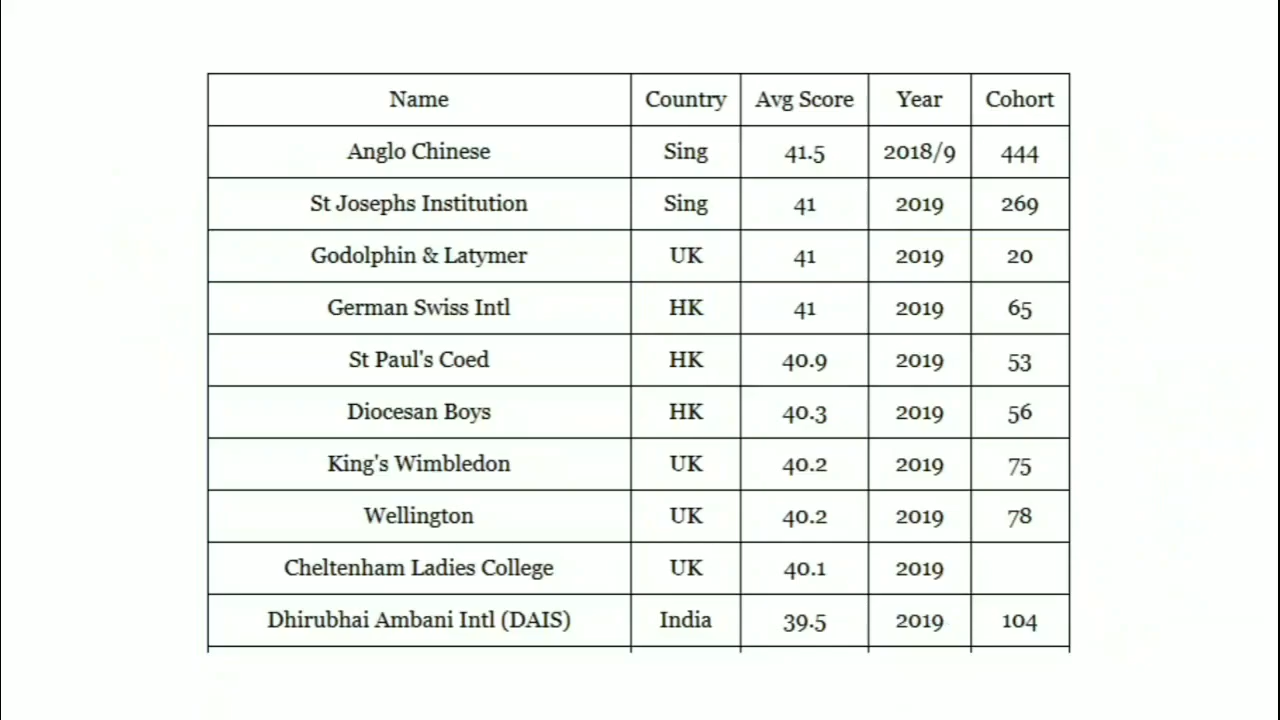 Name Country Avg Score Year Cohort
Anglo Chinese Sing 41.5 2018/9 444
St Josephs Institution Sing 41 2019 269
Godolphin & Latymer UK 41 2019 20
German Swiss Intl HK 41 2019 65
St Paul's Coed HK 40.9 2019 53
Diocesan Boys HK 40.3 2019 56
King's Wimbledon UK 40.2 2019 75
Wellington UK 40.2 2019 78
Cheltenham Ladies College UK 40.1 2019
Dhirubhai Ambani Intl (DAIS) India 39.5 2019 104